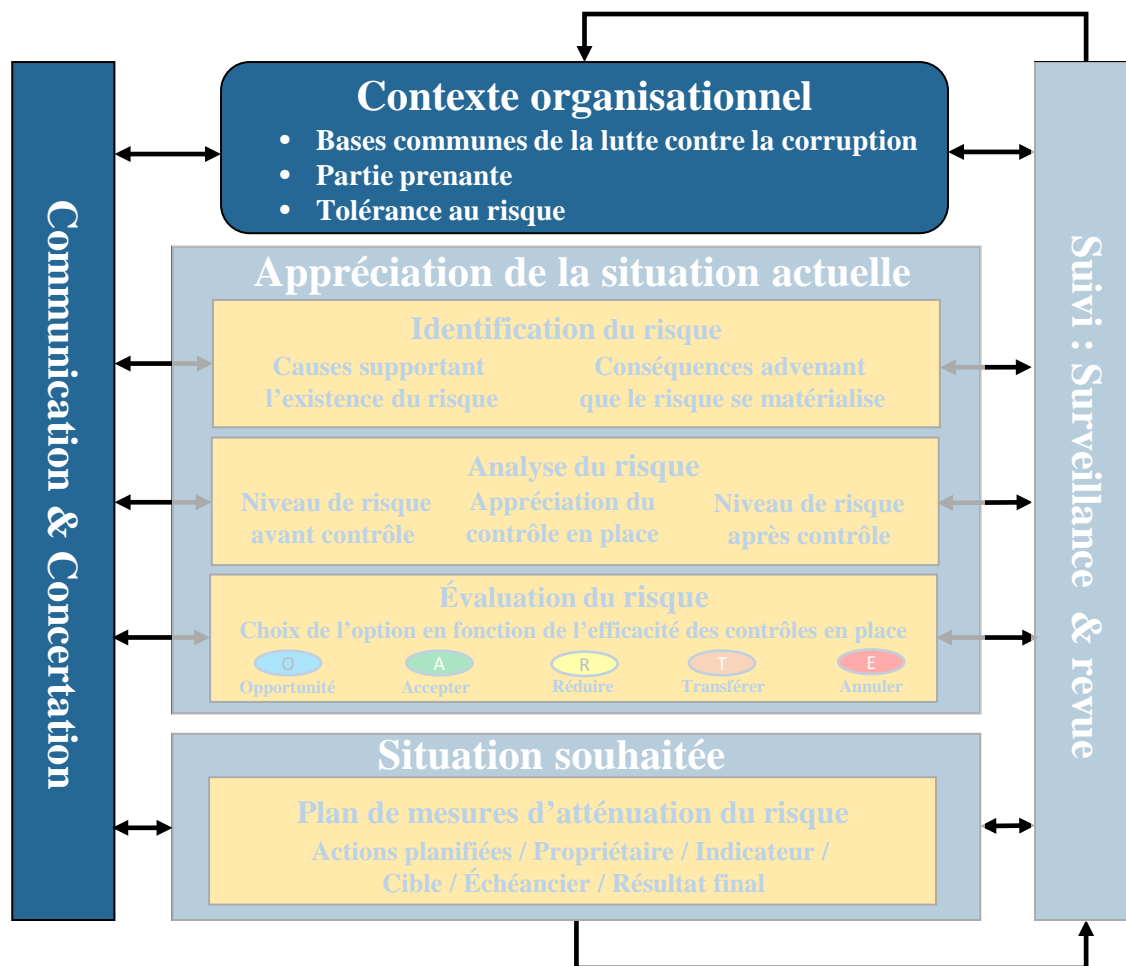 Communication & Concertation
Contexte organisationnel
• Bases communes de la lutte contre la corruption
• Partie prenante
• Tolérance au risque
Appréciation de la situation actuelle
Identification du risque
Causes supportant
l’existence du risque
Conséquences advenant
que le risque se matérialise
Analyse du risque
Niveau de risque
avant contrôle
Appréciation du
contrôle en place
Niveau de risque
après contrôle
Évaluation du risque
Choix de l’option en fonction de l’efficacité des contrôles en place
O
Opportunité
A
Accepter
R
Réduire
T
Transférer
E
Annuler
Situation souhaitée
Plan de mesures d’atténuation du risque
Actions planifiées / Propriétaire / Indicateur /
Cible / Échéancier / Résultat final
Suivi : Surveillance & revue